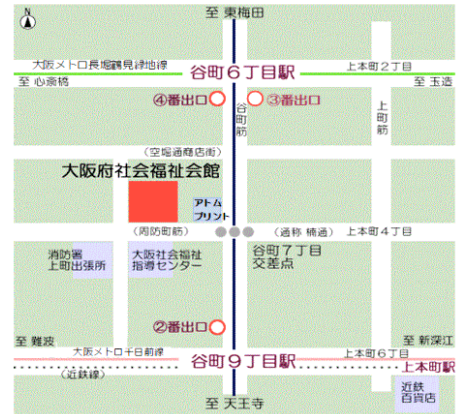 N
至 東梅田
大阪メトロ長堀鶴見緑地線
谷町6丁目駅
上本町2丁目
至 心斎橋
至 玉造
④番出口
③番出口
谷町筋
上町筋
(空堀通商店街)
大阪府社会福祉会館
アトム
プリント
(周防町筋)
(通称 楠通)
上本町4丁目
消防署
上町出張所
大阪社会福祉
指導センター
谷町7丁目
交差点
②番出口
至 難波
至 新深江
大阪メトロ千日前線
谷町9丁目駅
上本町6丁目
(近鉄線)
上本町駅
近鉄
百貨店
至 天王寺